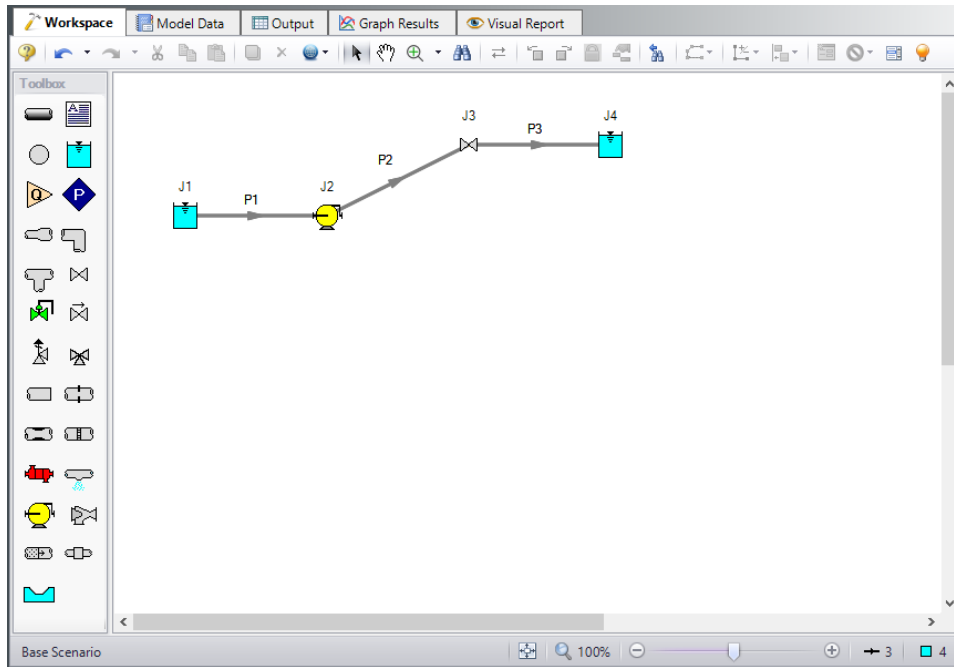 Workspace
Model Data
Output
Graph Results
Visual Report
Toolbox
A
Q
P
J1
P1
J2
P2
J3
P3
J4
Base Scenario
100%
3
4